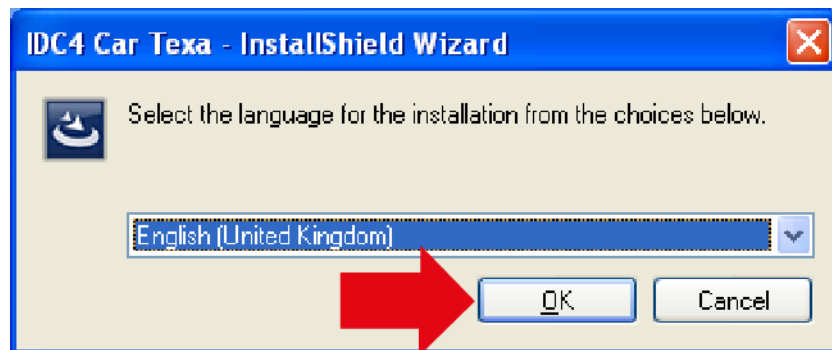 IDC4 Car Texa - InstallShield Wizard
Select the language for the installation from the choices below.
English (United Kingdom)
OK Cancel